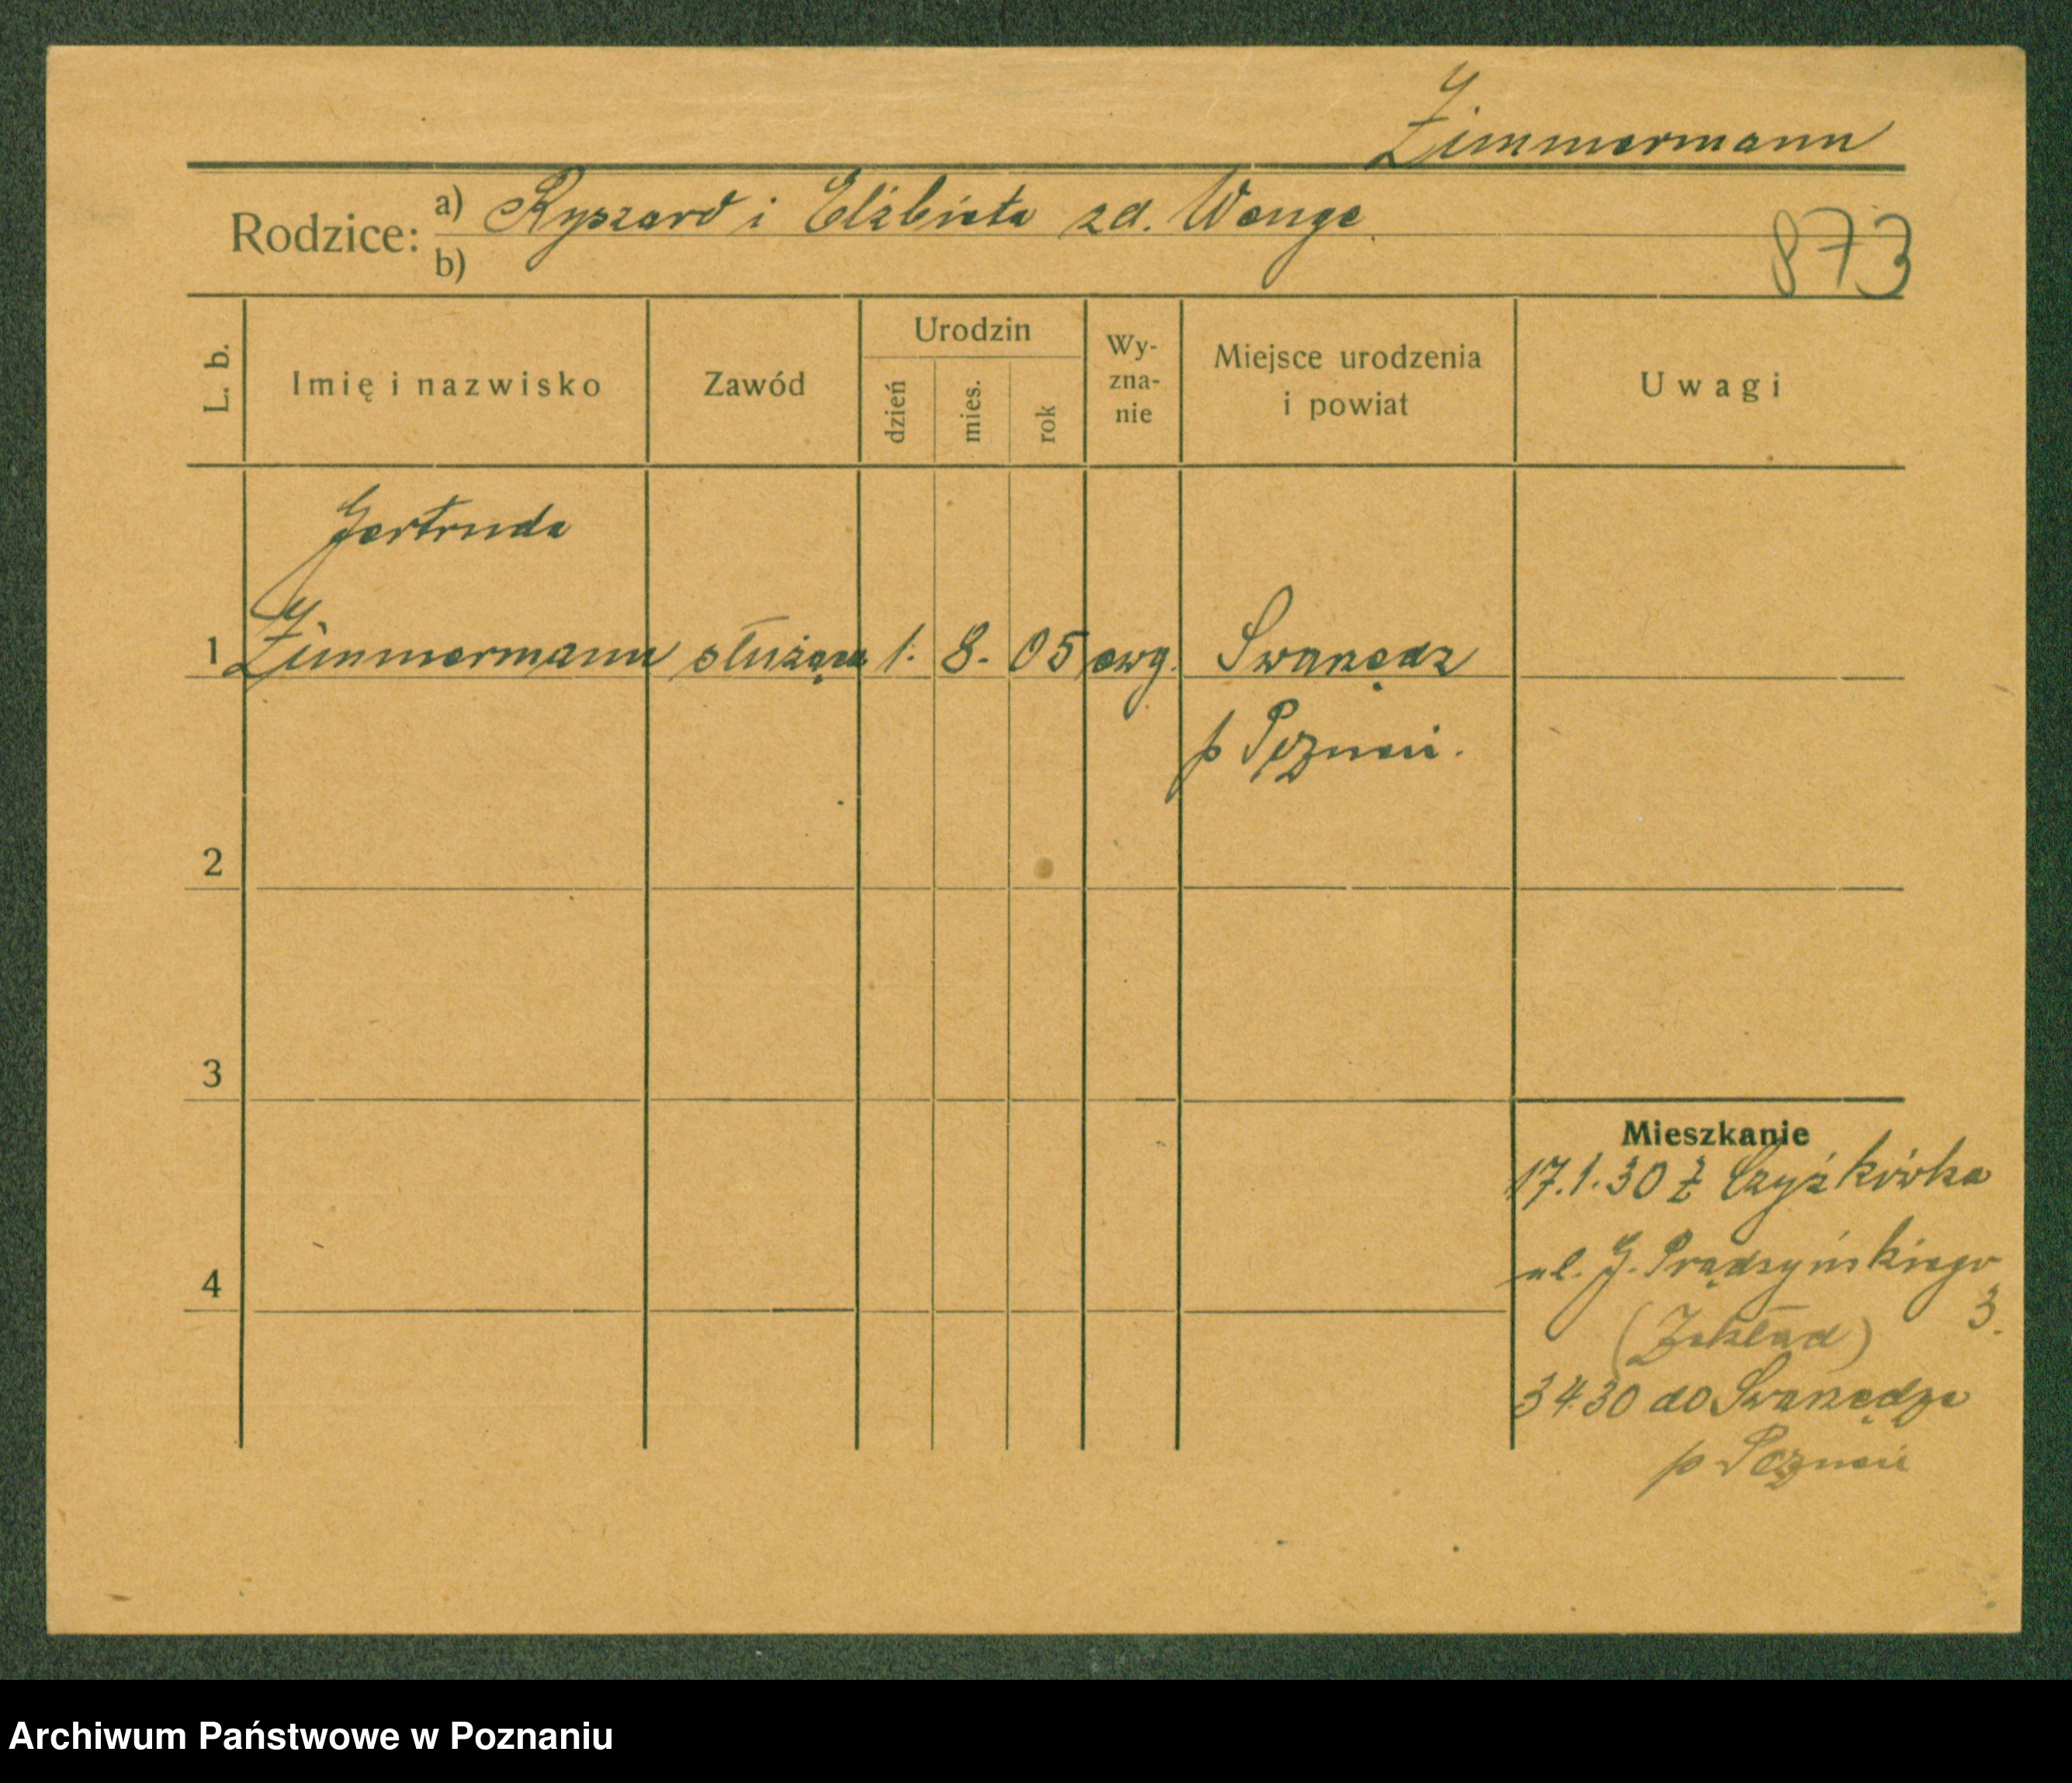 Zimmermann
Rodzice: a) Ryszard i Elżbieta zd. Wenge
b)
873
L. b.
Imię i nazwisko
Zawód
Urodzin
dzień
mies.
rok
Wy-
zna-
nie
Miejsce urodzenia
i powiat
Uwagi
Gertruda
1 Zimmermann służąca 1. 8. 05 ewg. Swarzędz
p Poznań.
2
3
4
Mieszkanie
17.1.30 z Czyżkówka
ul. J. Prądzyńskiego
3.
(Zakład)
3 4 30 do Swarzędza
p Poznań
Archiwum Państwowe w Poznaniu